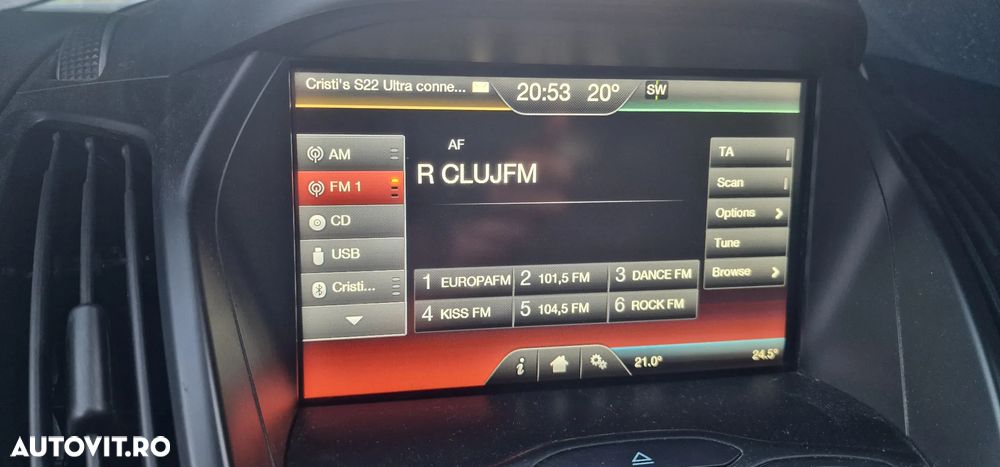 Cristi's S22 Ultra conne...
20:53 20° SW
AM
FM 1
CD
USB
Cristi...
AF
R CLUJFM
TA
Scan
Options
Tune
Browse
1 EUROPAFM 2 101,5 FM 3 DANCE FM
4 KISS FM 5 104,5 FM 6 ROCK FM
i 21.0° 24.5°
AUTOVIT.RO